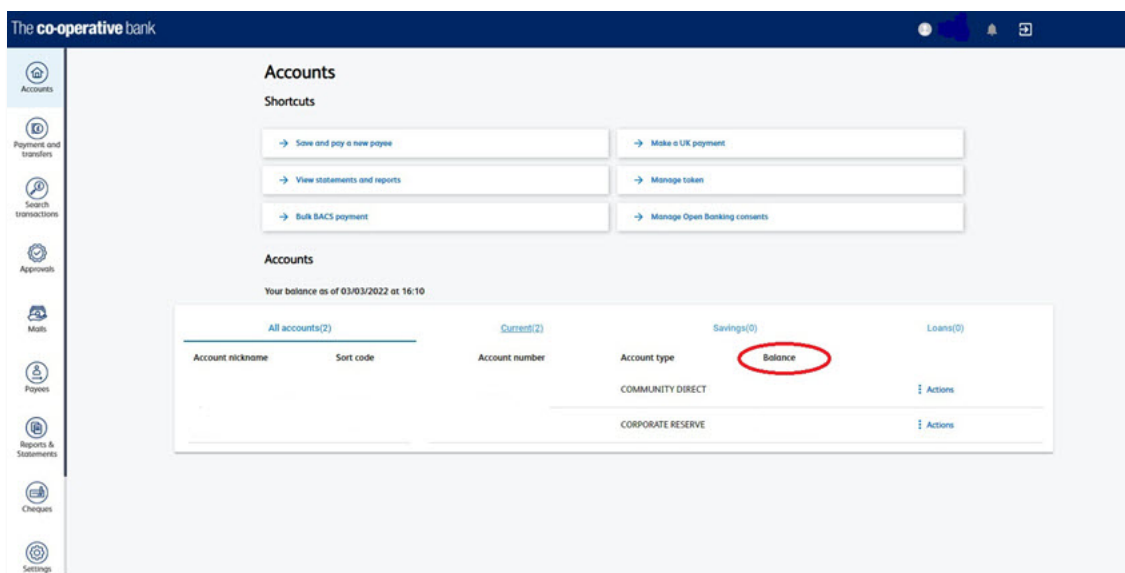 The co-operative bank
Accounts
Payment and transfers
Search transactions
Approvals
Mails
Payees
Reports & Statements
Cheques
Settings
Accounts
Shortcuts
→ Save and pay a new payee
→ Make a UK payment
→ View statements and reports
→ Manage token
→ Bulk BACS payment
→ Manage Open Banking consents
Accounts
Your balance as of 03/03/2022 at 16:10
All accounts(2) Current(2) Savings(0) Loans(0)
Account nickname Sort code Account number Account type Balance
COMMUNITY DIRECT Actions
CORPORATE RESERVE Actions